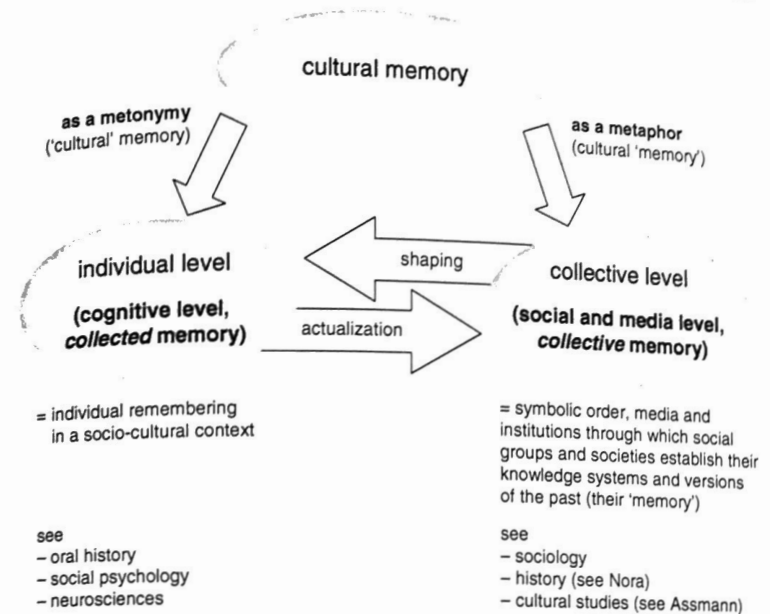 cultural memory
as a metonymy
('cultural' memory)
as a metaphor
(cultural 'memory')
individual level
(cognitive level,
collected memory)
shaping
actualization
collective level
(social and media level,
collective memory)
= individual remembering
in a socio-cultural context
= symbolic order, media and
institutions through which social
groups and societies establish their
knowledge systems and versions
of the past (their 'memory')
see
– oral history
– social psychology
– neurosciences
see
– sociology
– history (see Nora)
– cultural studies (see Assmann)